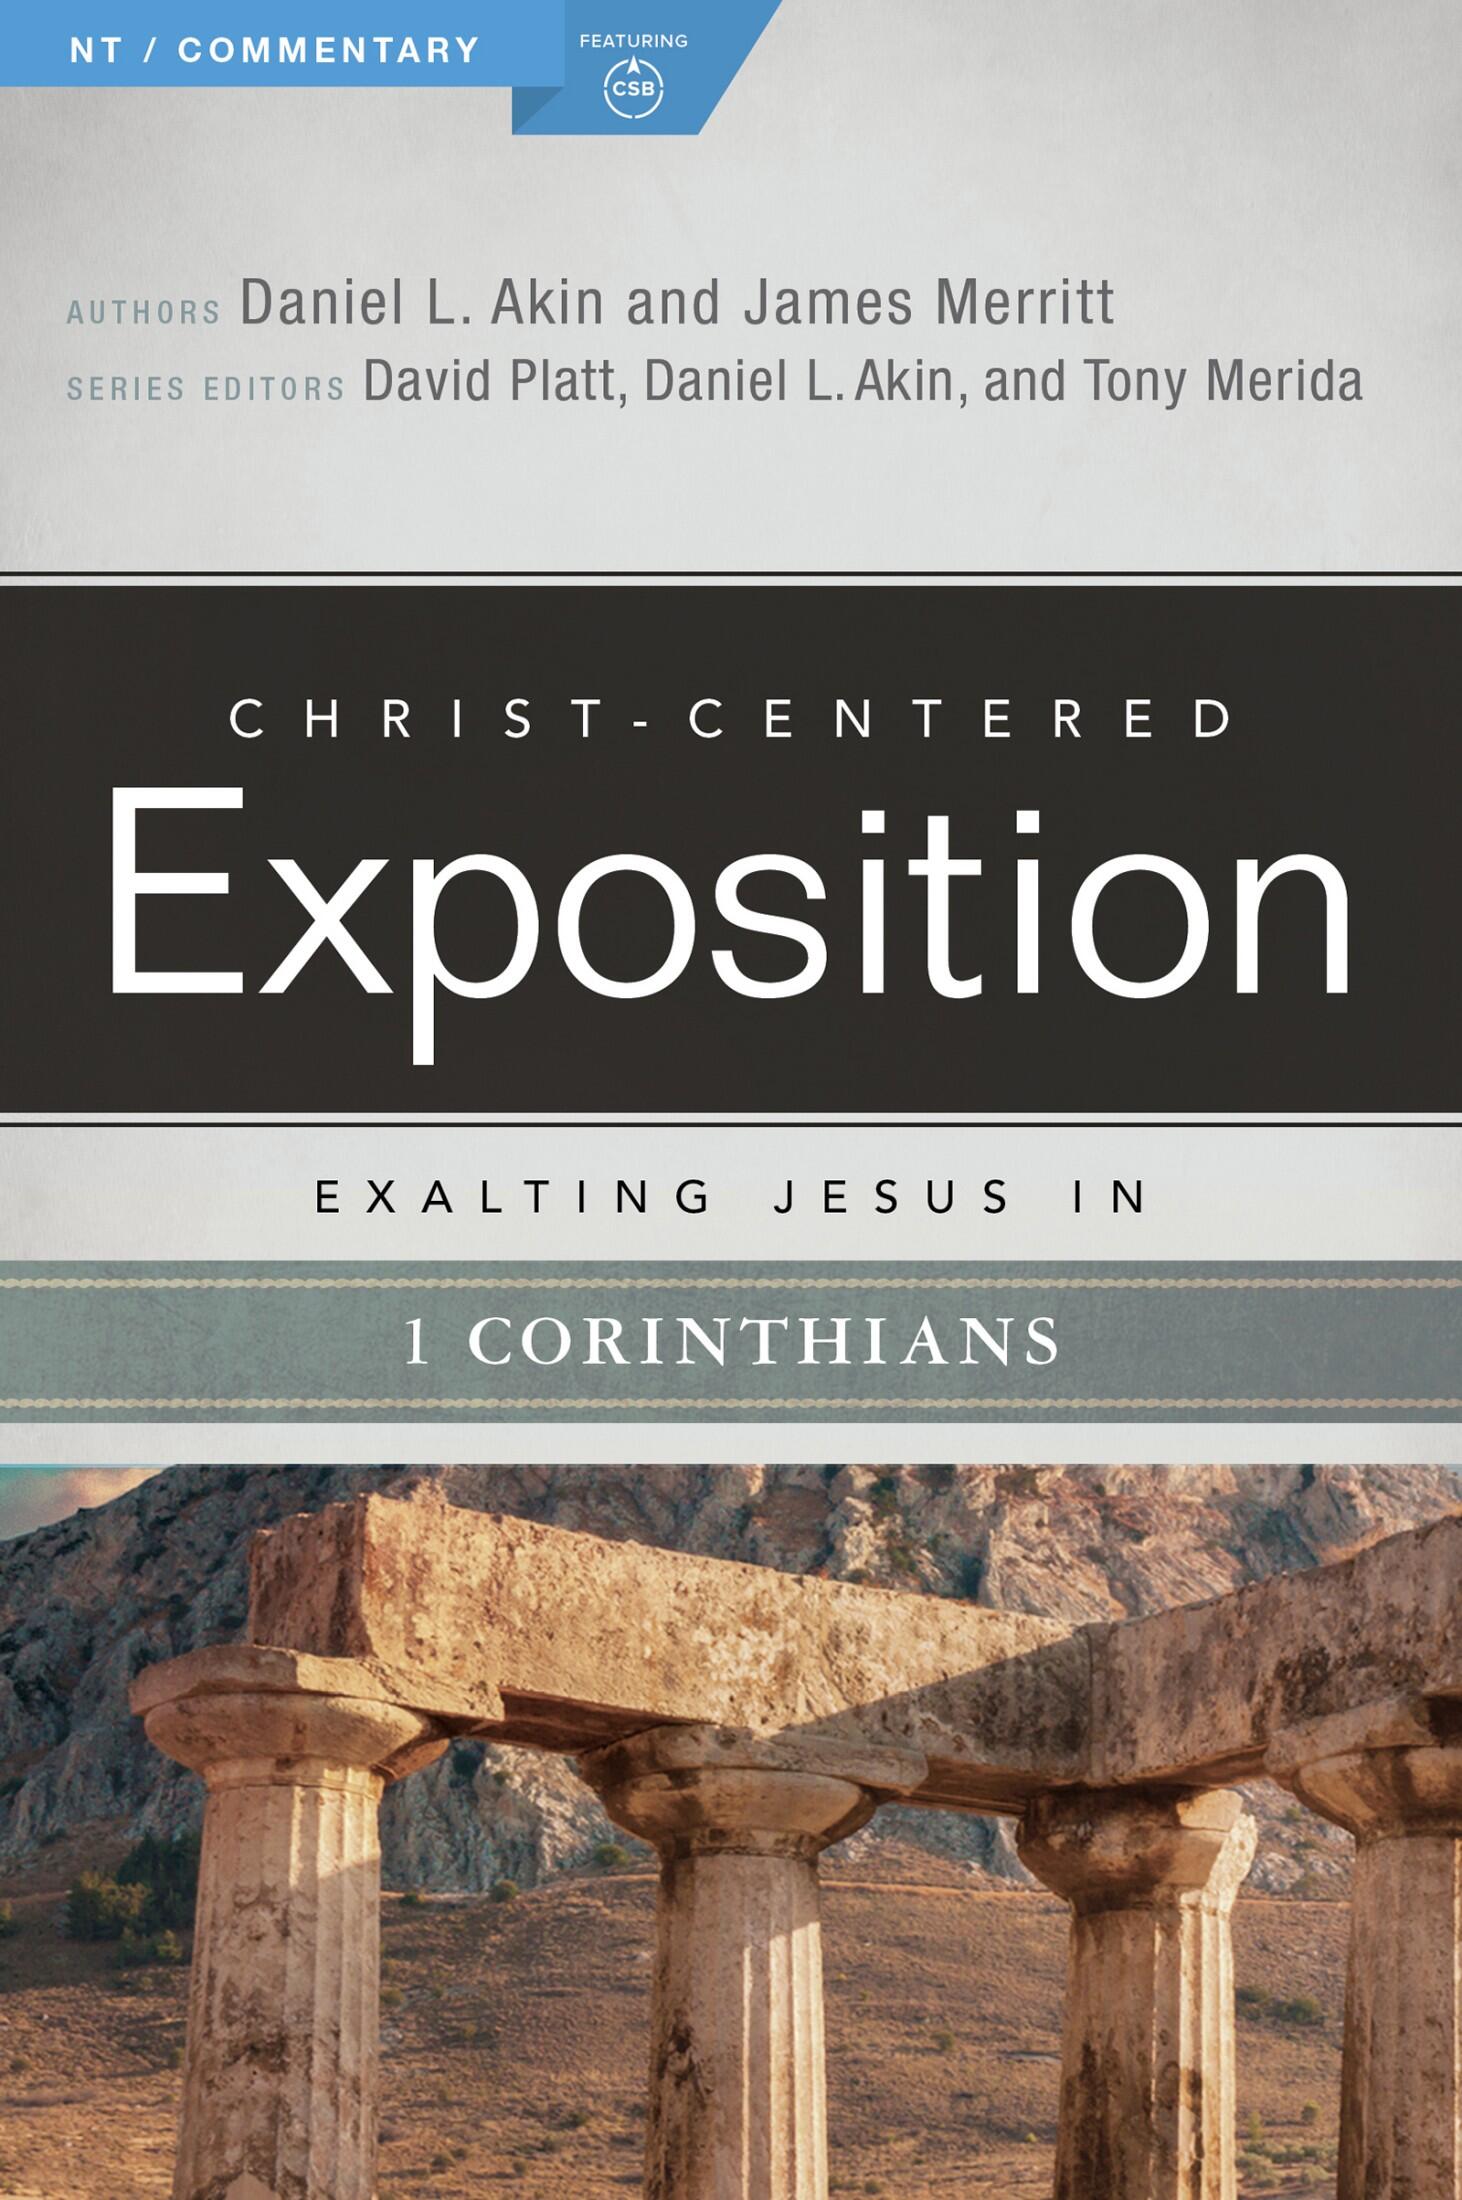 NT / COMMENTARY
FEATURING
CSB
AUTHORS Daniel L. Akin and James Merritt
SERIES EDITORS David Platt, Daniel L. Akin, and Tony Merida
CHRIST-CENTERED
Exposition
EXALTING JESUS IN
1 CORINTHIANS